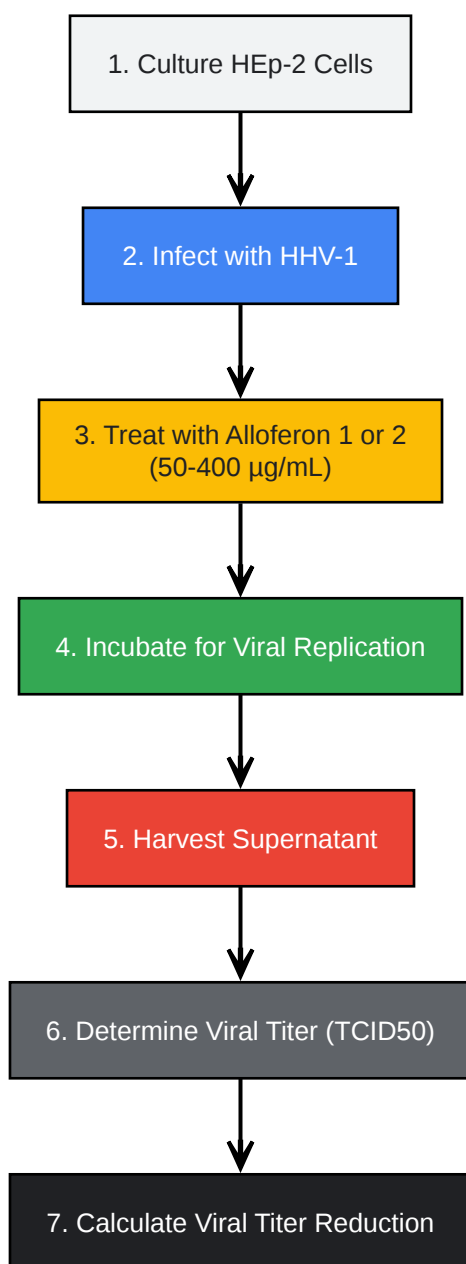 1. Culture HEp-2 Cells
2. Infect with HHV-1
3. Treat with Alloferon 1 or 2
(50-400 µg/mL)
4. Incubate for Viral Replication
5. Harvest Supernatant
6. Determine Viral Titer (TCID50)
7. Calculate Viral Titer Reduction